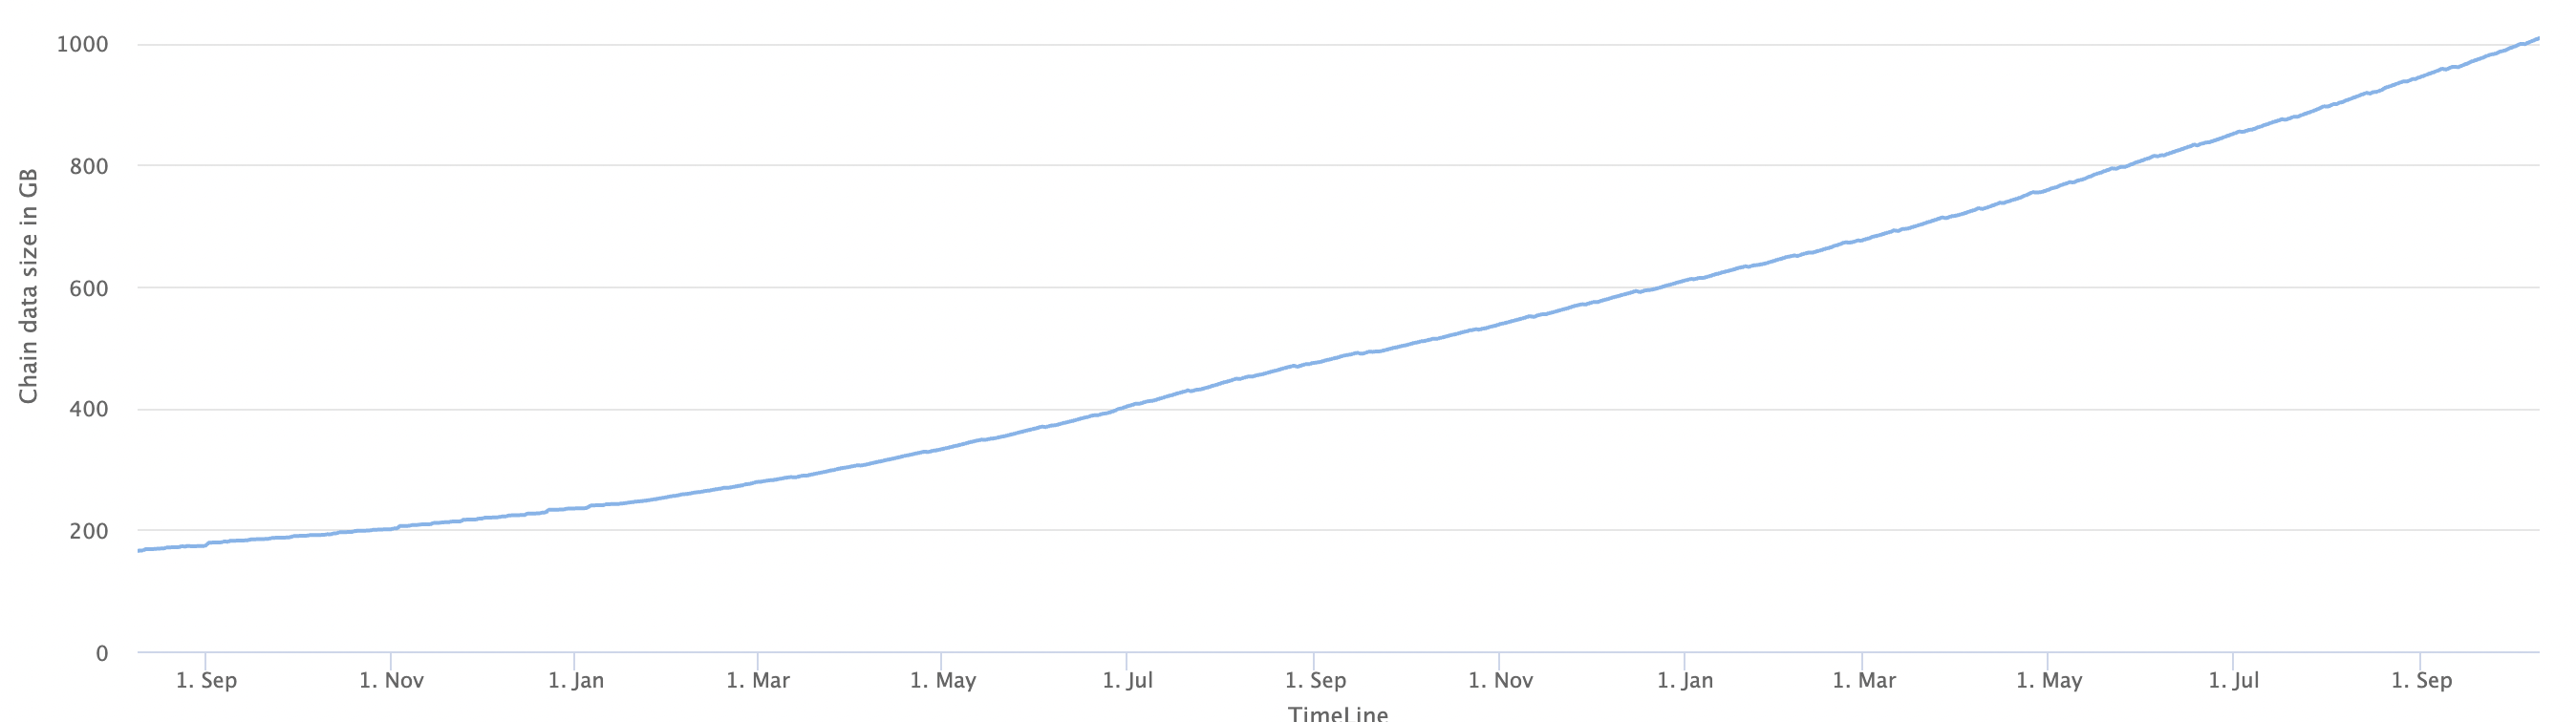 Chain data size in GB
1000
800
600
400
200
0
1. Sep
1. Nov
1. Jan
1. Mar
1. May
1. Jul
1. Sep
1. Nov
1. Jan
1. Mar
1. May
1. Jul
1. Sep
TimeLine